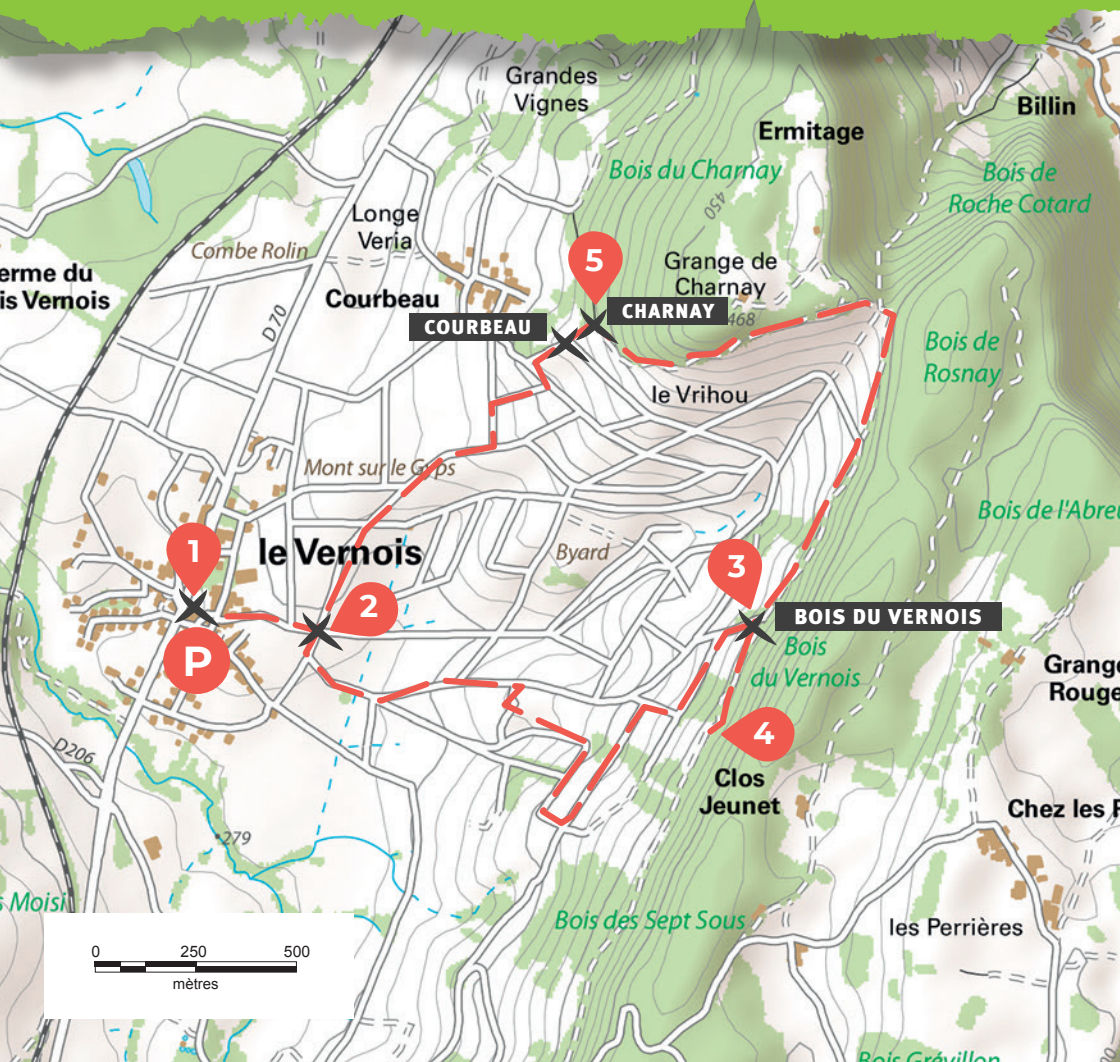 Grandes
Vignes
Billin
Ermitage
Bois du Charnay
Bois de
Roche Cotard
450
Longe
Veria
Combe Rolin
5
Grange de
Charnay
erme du
is Vernois
Courbeau
CHARNAY
COURBEAU
468
D 70
Bois de
Rosnay
le Vrihou
Mont sur le Gyps
Bois de l'Abreu
1
le Vernois
Byard
3
2
BOIS DU VERNOIS
P
Bois
du Vernois
Grange
Rouge
4
D206
Clos
Jeunet
Chez les P
279
s Moisi
Bois des Sept Sous
les Perrières
0 250 500
mètres
Bois Grévillon